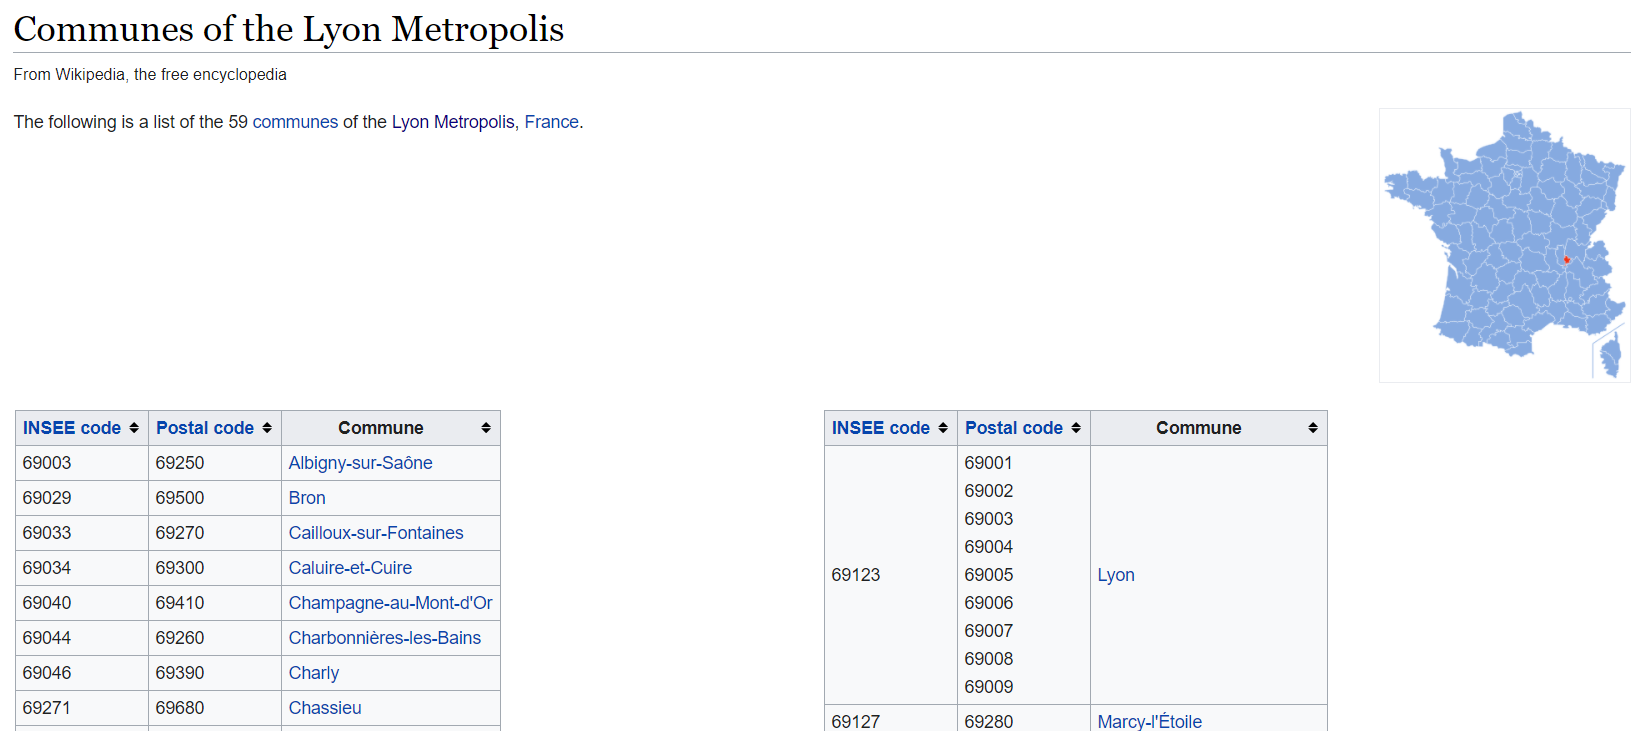 Communes of the Lyon Metropolis
From Wikipedia, the free encyclopedia
The following is a list of the 59 communes of the Lyon Metropolis, France.
INSEE code Postal code Commune
69003 69250 Albigny-sur-Saône
69029 69500 Bron
69033 69270 Cailloux-sur-Fontaines
69034 69300 Caluire-et-Cuire
69040 69410 Champagne-au-Mont-d'Or
69044 69260 Charbonnières-les-Bains
69046 69390 Charly
69271 69680 Chassieu
INSEE code Postal code Commune
69001
69002
69003
69004
69123 69005 Lyon
69006
69007
69008
69009
69127 69280 Marcy-l'Étoile